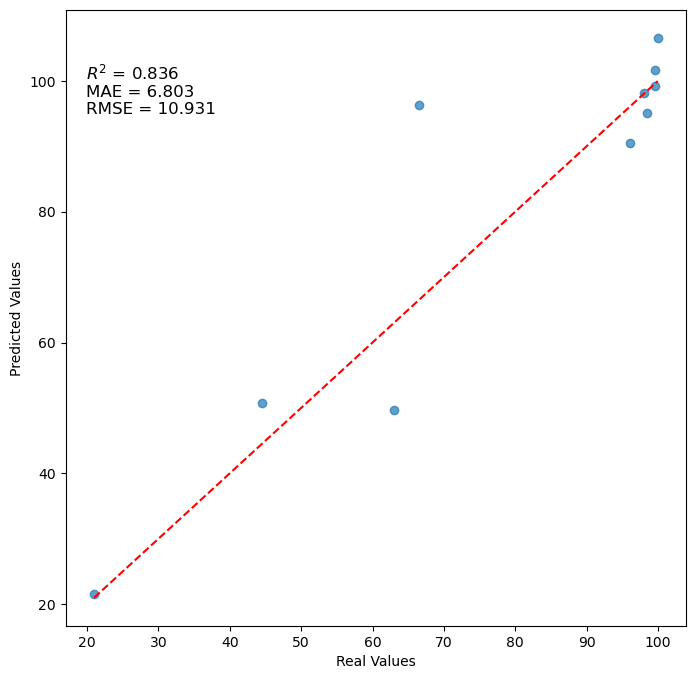 R² = 0.836
MAE = 6.803
RMSE = 10.931
100
80
60
40
20
Predicted Values
20 30 40 50 60 70 80 90 100
Real Values